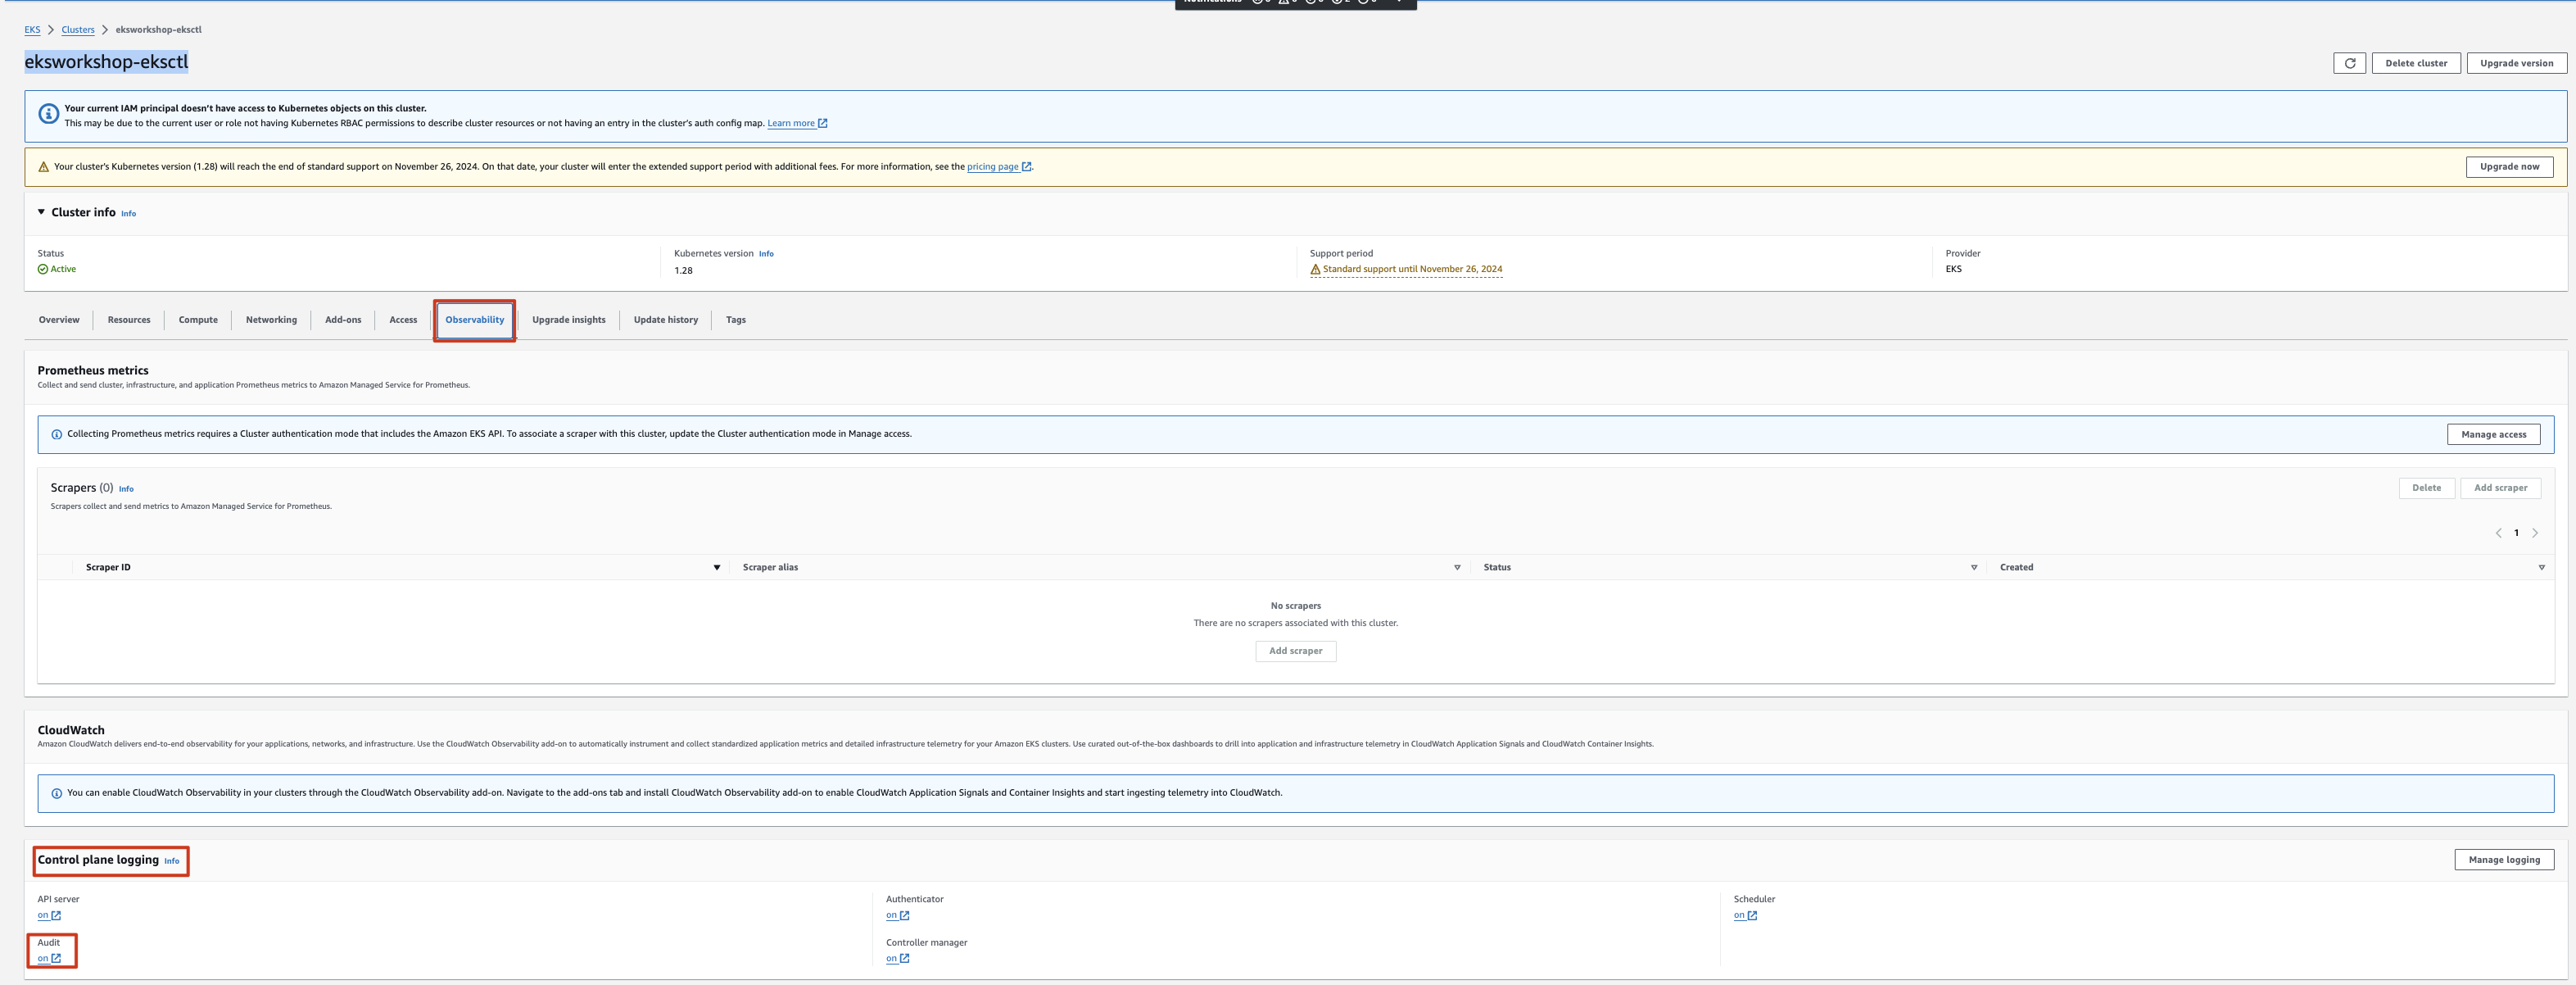 Notifications
EKS > Clusters > eksworkshop-eksctl
eksworkshop-eksctl
Delete cluster
Upgrade version
Your current IAM principal doesn't have access to Kubernetes objects on this cluster.
This may be due to the current user or role not having Kubernetes RBAC permissions to describe cluster resources or not having an entry in the cluster's auth config map. Learn more
Your cluster's Kubernetes version (1.28) will reach the end of standard support on November 26, 2024. On that date, your cluster will enter the extended support period with additional fees. For more information, see the pricing page.
Upgrade now
Cluster info Info
Status
Active
Kubernetes version Info
1.28
Support period
Standard support until November 26, 2024
Provider
EKS
Overview Resources Compute Networking Add-ons Access Observability Upgrade insights Update history Tags
Prometheus metrics
Collect and send cluster, infrastructure, and application Prometheus metrics to Amazon Managed Service for Prometheus.
Collecting Prometheus metrics requires a Cluster authentication mode that includes the Amazon EKS API. To associate a scraper with this cluster, update the Cluster authentication mode in Manage access.
Manage access
Scrapers (0) Info
Delete
Add scraper
Scrapers collect and send metrics to Amazon Managed Service for Prometheus.
< 1 >
Scraper ID Scraper alias Status Created
No scrapers
There are no scrapers associated with this cluster.
Add scraper
CloudWatch
Amazon CloudWatch delivers end-to-end observability for your applications, networks, and infrastructure. Use the CloudWatch Observability add-on to automatically instrument and collect standardized application metrics and detailed infrastructure telemetry for your Amazon EKS clusters. Use curated out-of-the-box dashboards to drill into application and infrastructure telemetry in CloudWatch Application Signals and CloudWatch Container Insights.
You can enable CloudWatch Observability in your clusters through the CloudWatch Observability add-on. Navigate to the add-ons tab and install CloudWatch Observability add-on to enable CloudWatch Application Signals and Container Insights and start ingesting telemetry into CloudWatch.
Control plane logging Info
Manage logging
API server
on
Authenticator
on
Scheduler
on
Audit
on
Controller manager
on